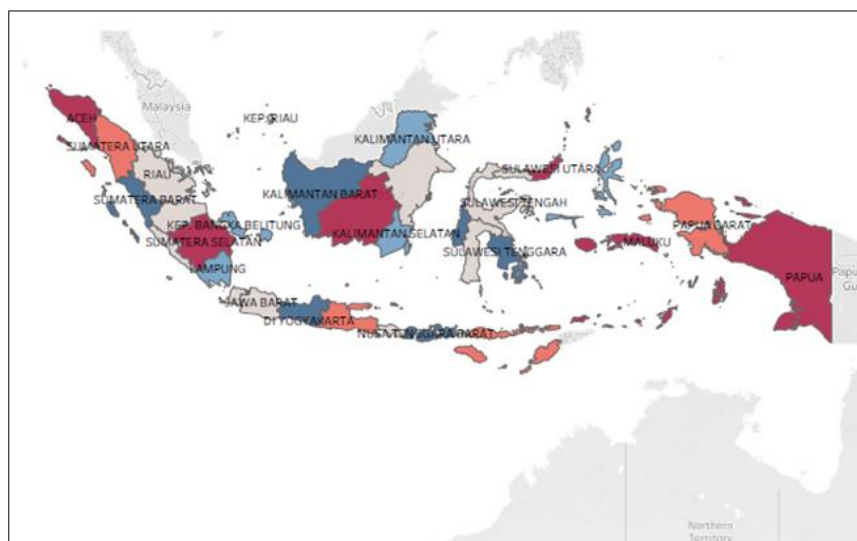 Malaysia
ACEH
KEP. RIAU
SUMATERA UTARA
KALIMANTAN UTARA
RIAU
SULAWESI UTARA
KALIMANTAN BARAT
SUMATERA BARAT
SULAWESI TENGAH
KEP. BANGKA BELITUNG
PAPUA BARAT
KALIMANTAN SELATAN
SUMATERA SELATAN
MALUKU
SULAWESI TENGGARA
LAMPUNG
PAPUA
Papua
Gu
JAWA BARAT
DI YOGYAKARTA
NUSA TENGGARA BARAT
Northern
Territory